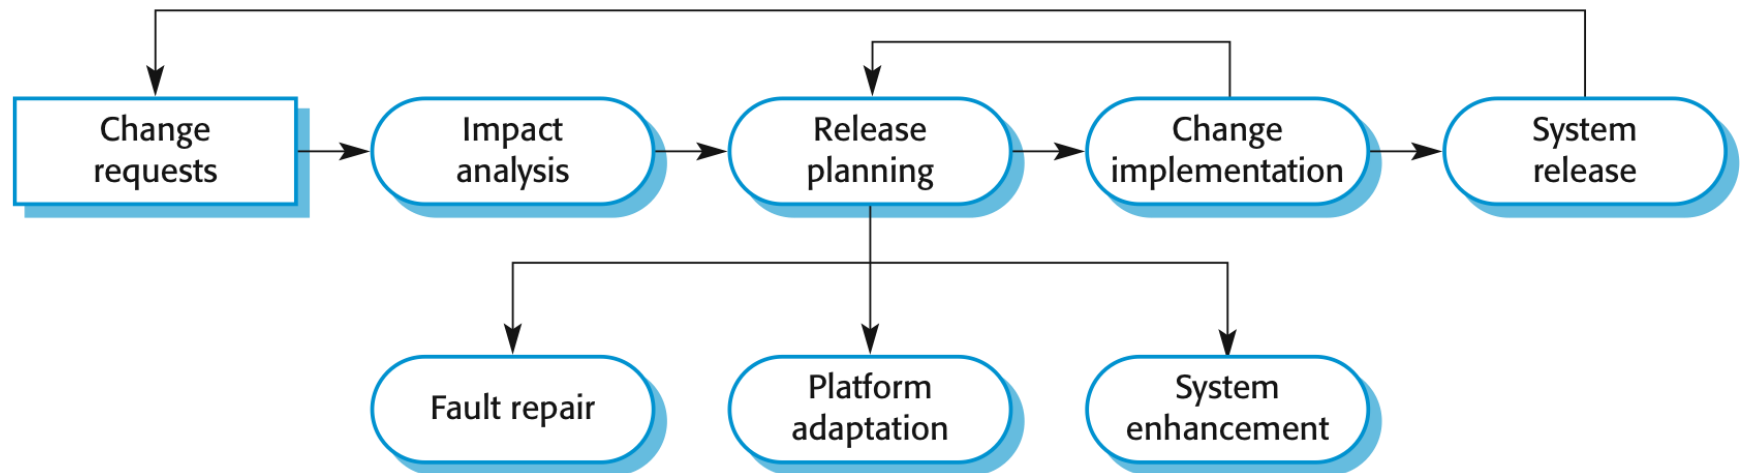 Change
requests
Impact
analysis
Release
planning
Change
implementation
System
release
Fault repair
Platform
adaptation
System
enhancement